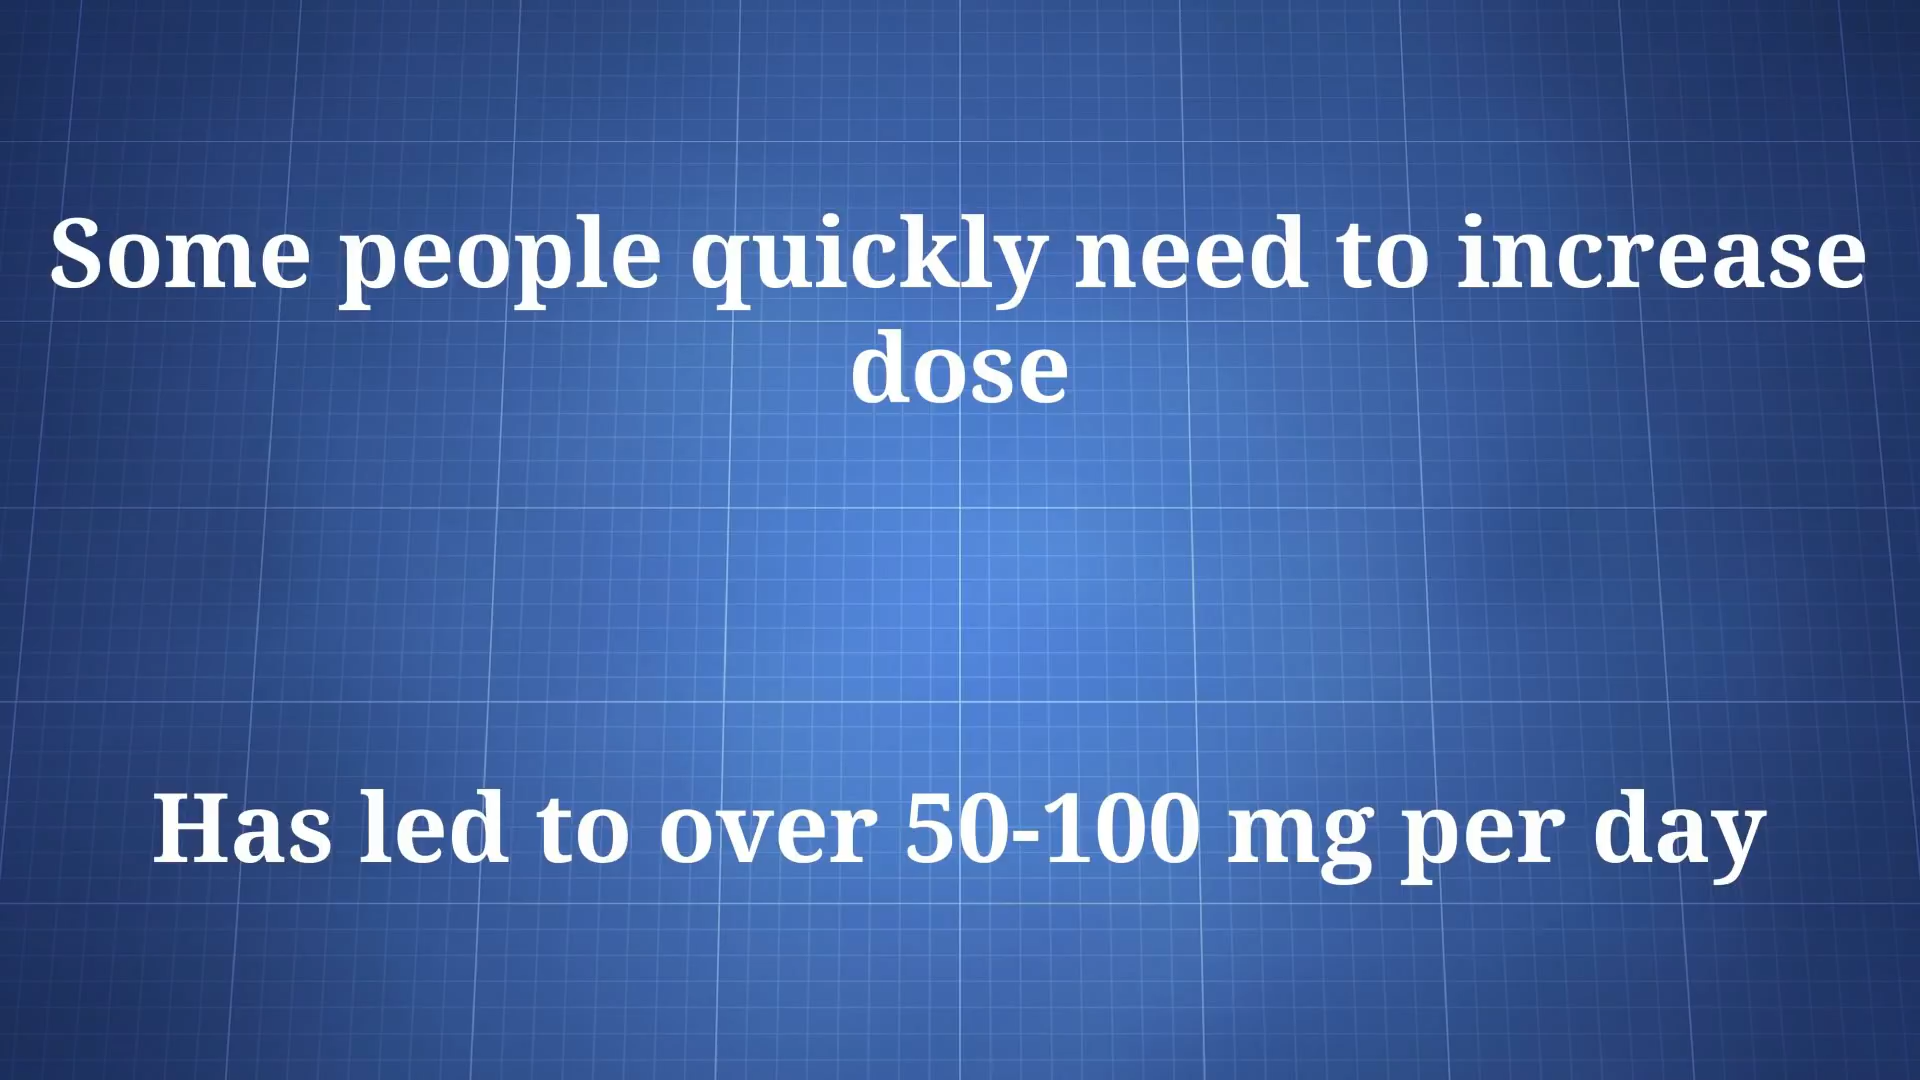 Some people quickly need to increase
dose
Has led to over 50-100 mg per day